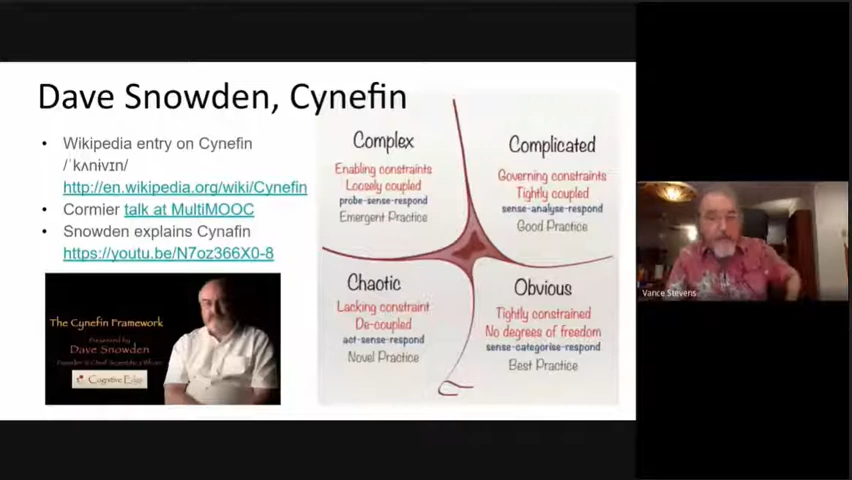 Dave Snowden, Cynefin
• Wikipedia entry on Cynefin
/ˈkʌnɨvɪn/
http://en.wikipedia.org/wiki/Cynefin
• Cormier talk at MultiMOOC
• Snowden explains Cynafin
https://youtu.be/N7oz366X0-8
The Cynefin Framework
Presented by
Dave Snowden
Cognitive Edge
Complex
Enabling constraints
Loosely coupled
probe-sense-respond
Emergent Practice
Complicated
Governing constraints
Tightly coupled
sense-analyse-respond
Good Practice
Chaotic
Lacking constraint
De-coupled
act-sense-respond
Novel Practice
Obvious
Tightly constrained
No degrees of freedom
sense-categorise-respond
Best Practice
Vance Stevens